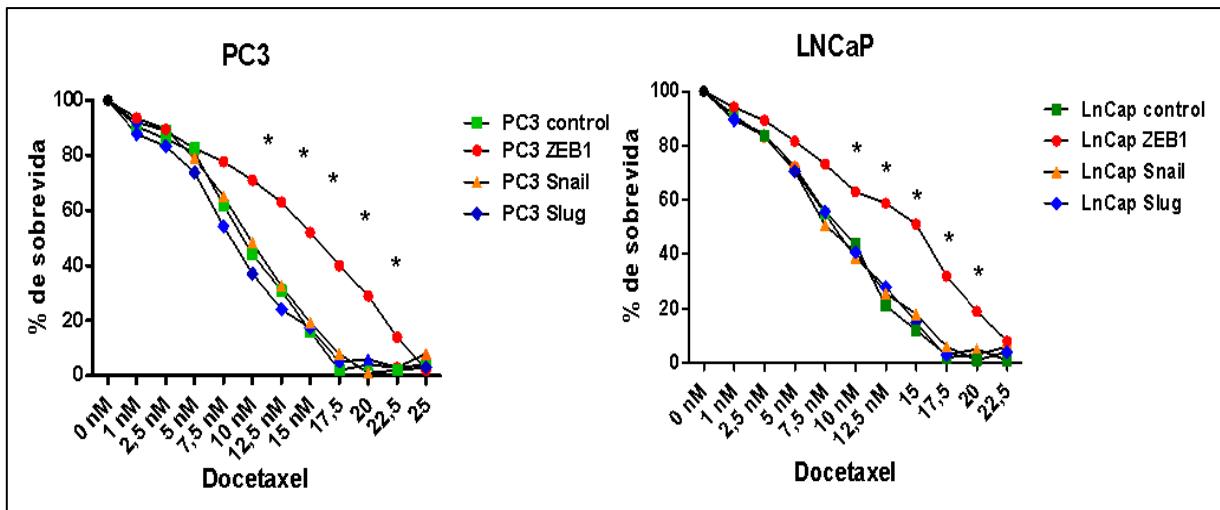 PC3
% de sobrevida
100
80
60
40
20
0
0 nM
1 nM
2,5 nM
5 nM
7,5 nM
10 nM
12,5 nM
15 nM
17,5
20
22,5
25
Docetaxel
* * * * *
PC3 control
PC3 ZEB1
PC3 Snail
PC3 Slug
LNCaP
% de sobrevida
100
80
60
40
20
0
0 nM
1 nM
2,5 nM
5 nM
7,5 nM
10 nM
12,5 nM
15
17,5
20
22,5
Docetaxel
* * * * *
LnCap control
LnCap ZEB1
LnCap Snail
LnCap Slug